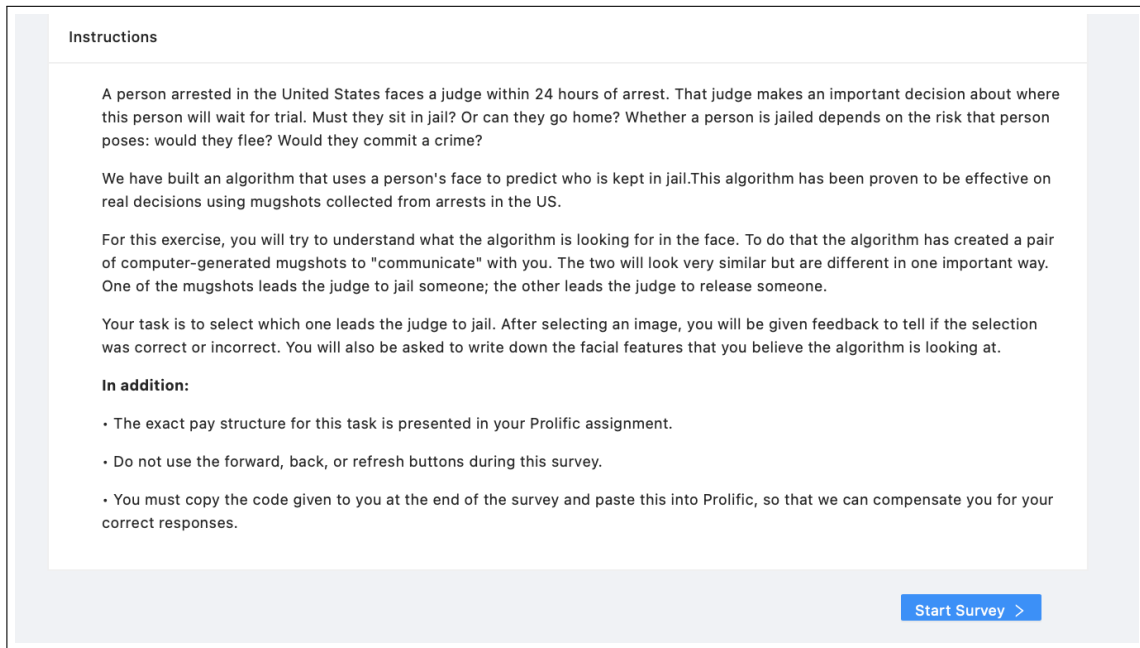 Instructions
A person arrested in the United States faces a judge within 24 hours of arrest. That judge makes an important decision about where
this person will wait for trial. Must they sit in jail? Or can they go home? Whether a person is jailed depends on the risk that person
poses: would they flee? Would they commit a crime?
We have built an algorithm that uses a person's face to predict who is kept in jail.This algorithm has been proven to be effective on
real decisions using mugshots collected from arrests in the US.
For this exercise, you will try to understand what the algorithm is looking for in the face. To do that the algorithm has created a pair
of computer-generated mugshots to "communicate" with you. The two will look very similar but are different in one important way.
One of the mugshots leads the judge to jail someone; the other leads the judge to release someone.
Your task is to select which one leads the judge to jail. After selecting an image, you will be given feedback to tell if the selection
was correct or incorrect. You will also be asked to write down the facial features that you believe the algorithm is looking at.
In addition:
• The exact pay structure for this task is presented in your Prolific assignment.
• Do not use the forward, back, or refresh buttons during this survey.
• You must copy the code given to you at the end of the survey and paste this into Prolific, so that we can compensate you for your
correct responses.
Start Survey >